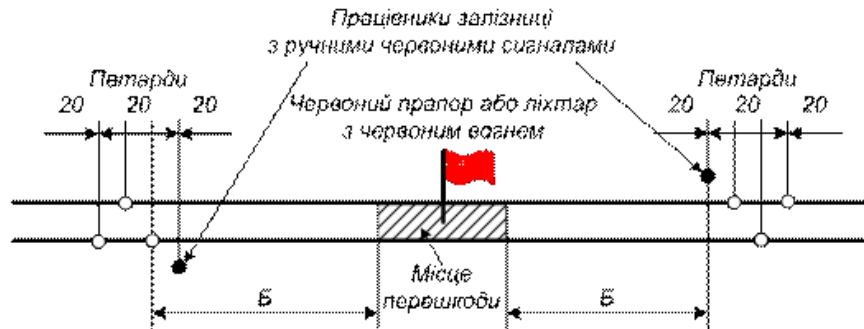 Працівники залізниці
з ручними червоними сигналами
Петарди
20 20 20
Червоний прапор або ліхтар
з червоним вогнем
Петарди
20 20 20
Місце
перешкоди
Б
Б